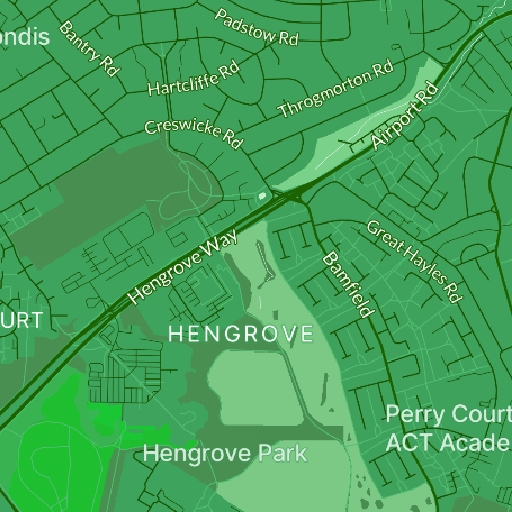 Padstow Rd
ondis
Bantry Rd
Hartcliffe Rd
Throgmorton Rd
Creswicke Rd
Airport Rd
Hengrove Way
Great Hayles Rd
Bamfield
URT
HENGROVE
Perry Court
ACT Acade
Hengrove Park